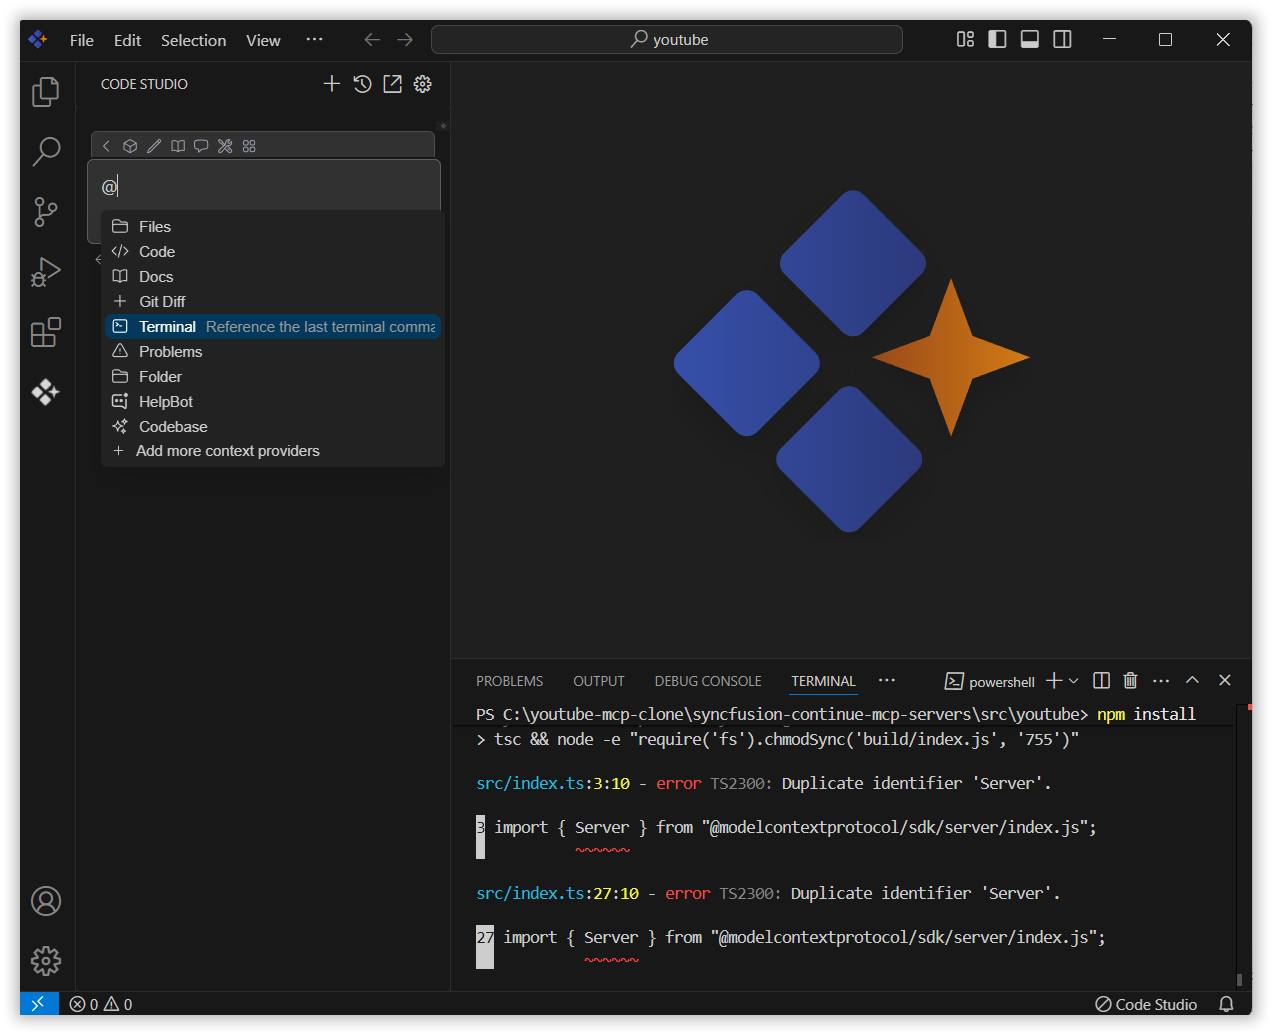 File Edit Selection View ···
youtube
CODE STUDIO
@
Files
Code
Docs
Git Diff
Terminal Reference the last terminal comma
Problems
Folder
HelpBot
Codebase
Add more context providers
PROBLEMS OUTPUT DEBUG CONSOLE TERMINAL ··· powershell
PS C:\youtube-mcp-clone\syncfusion-continue-mcp-servers\src\youtube> npm install
> tsc && node -e "require('fs').chmodSync('build/index.js', '755')"
src/index.ts:3:10 - error TS2300: Duplicate identifier 'Server'.
3 import { Server } from "@modelcontextprotocol/sdk/server/index.js";
src/index.ts:27:10 - error TS2300: Duplicate identifier 'Server'.
27 import { Server } from "@modelcontextprotocol/sdk/server/index.js";
0 0 Code Studio